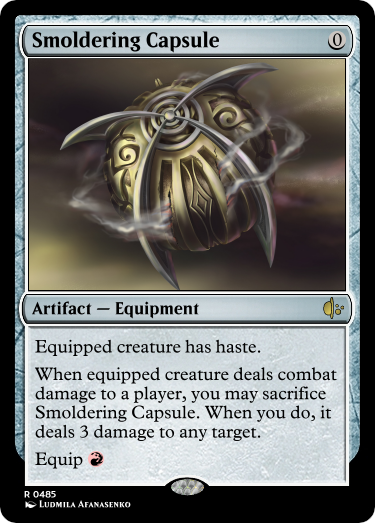 Smoldering Capsule 0
Artifact — Equipment
Equipped creature has haste.
When equipped creature deals combat
damage to a player, you may sacrifice
Smoldering Capsule. When you do, it
deals 3 damage to any target.
Equip
R 0485
Ludmila Afanasenko